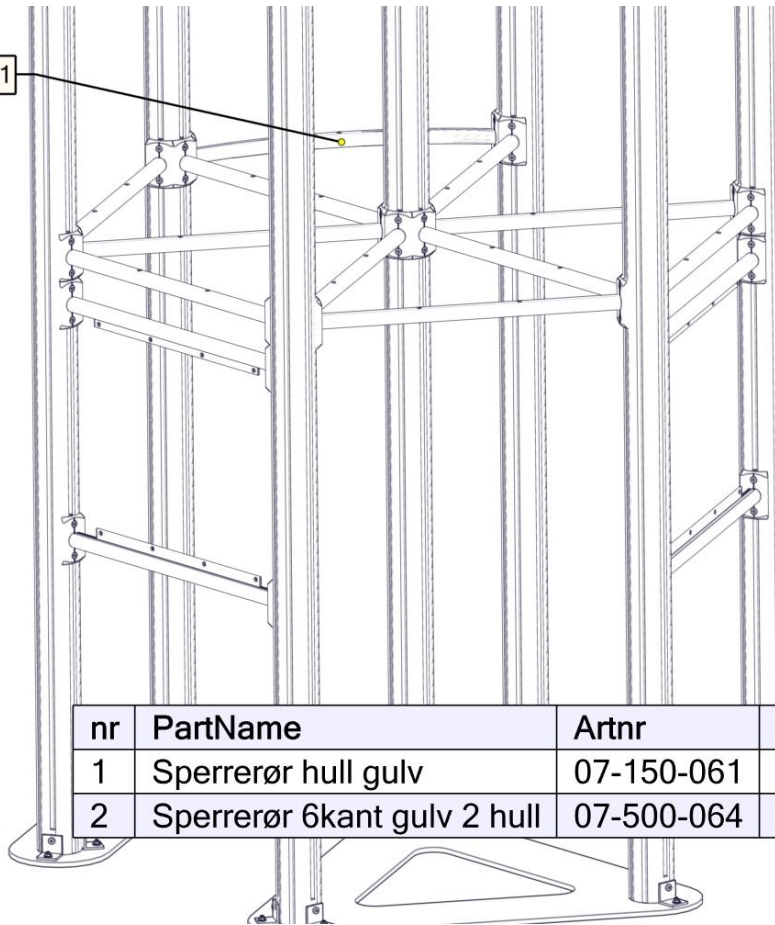 1
nr PartName Artnr
1 Sperrerør hull gulv 07-150-061
2 Sperrerør 6kant gulv 2 hull 07-500-064